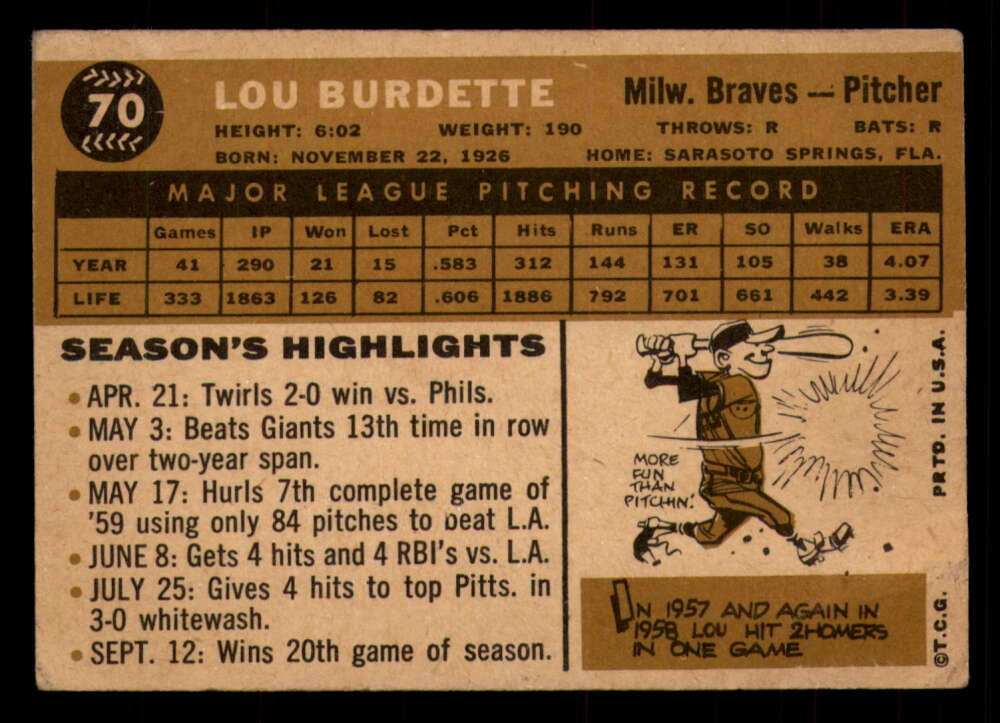 70
LOU BURDETTE
Milw. Braves — Pitcher
HEIGHT: 6:02 WEIGHT: 190 THROWS: R BATS: R
BORN: NOVEMBER 22, 1926 HOME: SARASOTO SPRINGS, FLA.
MAJOR LEAGUE PITCHING RECORD
Games IP Won Lost Pct Hits Runs ER SO Walks ERA
YEAR 41 290 21 15 .583 312 144 131 105 38 4.07
LIFE 333 1863 126 82 .606 1886 792 701 661 442 3.39
SEASON'S HIGHLIGHTS
• APR. 21: Twirls 2-0 win vs. Phils.
• MAY 3: Beats Giants 13th time in row
over two-year span.
• MAY 17: Hurls 7th complete game of
'59 using only 84 pitches to beat L.A.
• JUNE 8: Gets 4 hits and 4 RBI's vs. L.A.
• JULY 25: Gives 4 hits to top Pitts. in
3-0 whitewash.
• SEPT. 12: Wins 20th game of season.
MORE
FUN
THAN
PITCHIN'.
IN 1957 AND AGAIN IN
1958 LOU HIT 2 HOMERS
IN ONE GAME
©T.C.G. PRTD. IN U.S.A.